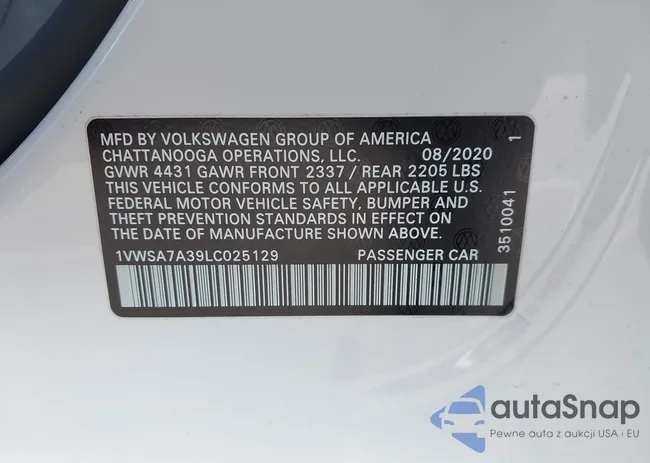 MFD BY VOLKSWAGEN GROUP OF AMERICA
CHATTANOOGA OPERATIONS, LLC. 08/2020
GVWR 4431 GAWR FRONT 2337 / REAR 2205 LBS
THIS VEHICLE CONFORMS TO ALL APPLICABLE U.S.
FEDERAL MOTOR VEHICLE SAFETY, BUMPER AND
THEFT PREVENTION STANDARDS IN EFFECT ON
THE DATE OF MANUFACTURE SHOWN ABOVE.
1VWSA7A39LC025129 PASSENGER CAR
3510041 1
autaSnap
Pewne auta z aukcji USA i EU